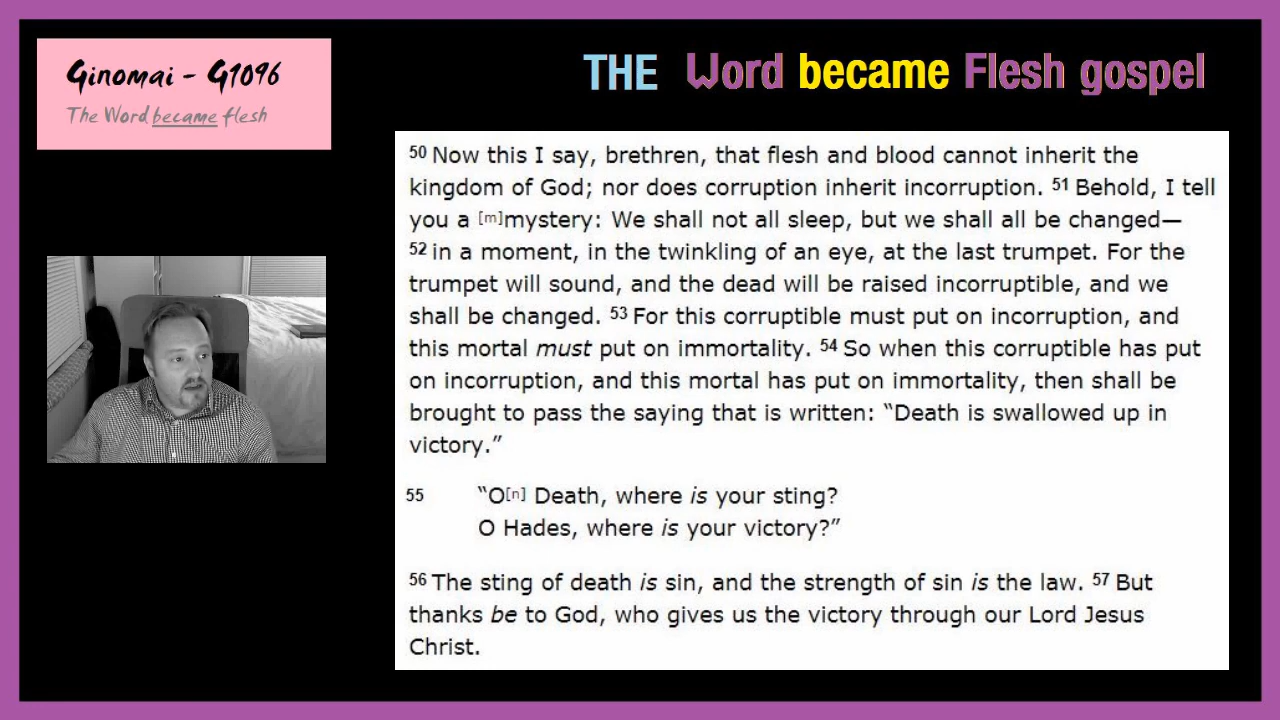 Ginomai - G1096
The Word became flesh
THE Word became Flesh gospel
50 Now this I say, brethren, that flesh and blood cannot inherit the
kingdom of God; nor does corruption inherit incorruption. 51 Behold, I tell
you a [m]mystery: We shall not all sleep, but we shall all be changed—
52 in a moment, in the twinkling of an eye, at the last trumpet. For the
trumpet will sound, and the dead will be raised incorruptible, and we
shall be changed. 53 For this corruptible must put on incorruption, and
this mortal must put on immortality. 54 So when this corruptible has put
on incorruption, and this mortal has put on immortality, then shall be
brought to pass the saying that is written: “Death is swallowed up in
victory.”
55 “O[n] Death, where is your sting?
O Hades, where is your victory?”
56 The sting of death is sin, and the strength of sin is the law. 57 But
thanks be to God, who gives us the victory through our Lord Jesus
Christ.